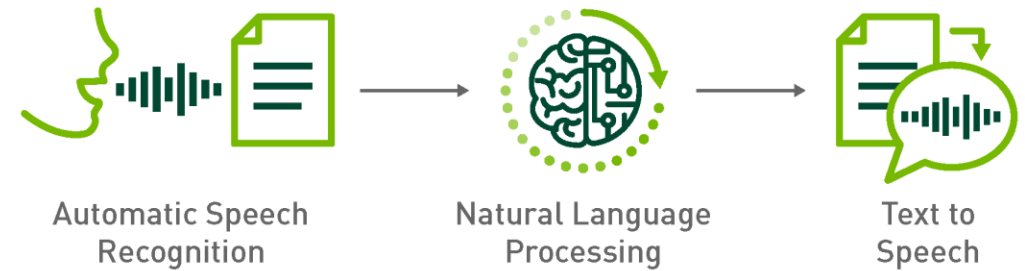 Automatic Speech
Recognition
Natural Language
Processing
Text to
Speech